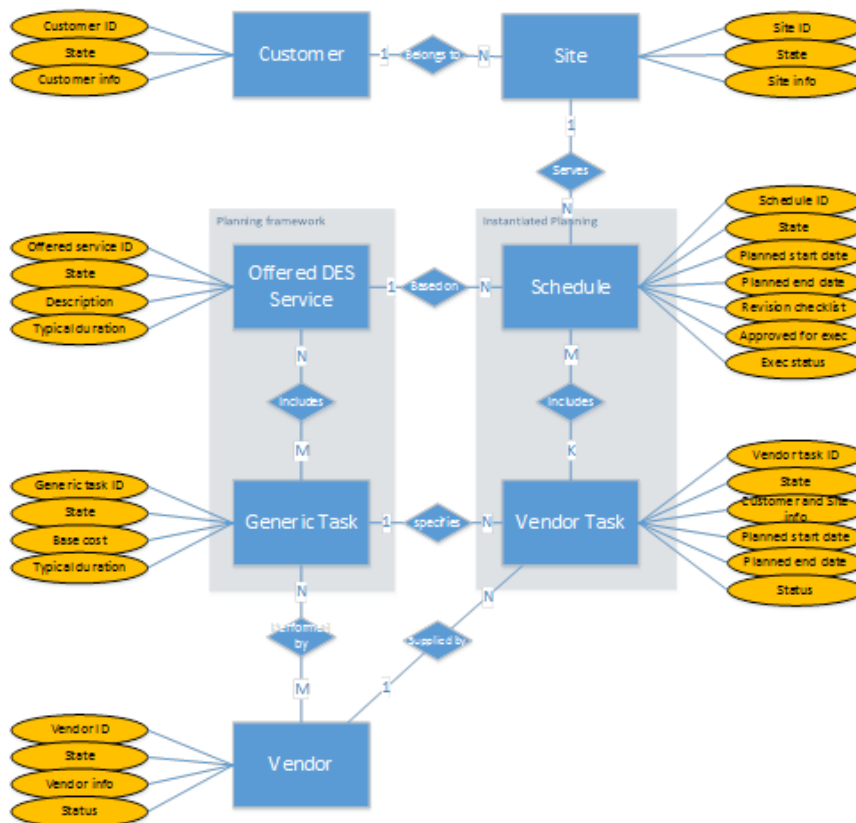 Customer ID
State
Customer info
Customer
1
Belongs to
N
Site
Site ID
State
Site info
1
Serves
N
Planning framework
Instantiated Planning
Offered service ID
State
Description
Typical duration
Offered DES
Service
1
Based on
N
Schedule
Schedule ID
State
Planned start date
Planned end date
Revision checklist
Approved for exec
Exec status
N
Includes
M
M
Includes
K
Generic task ID
State
Base cost
Typical duration
Generic Task
1
specifies
N
Vendor Task
Vendor task ID
State
Customer and Site
info
Planned start date
Planned end date
Status
N
Performed
by
M
N
Supplied by
1
Vendor ID
State
Vendor info
Status
Vendor